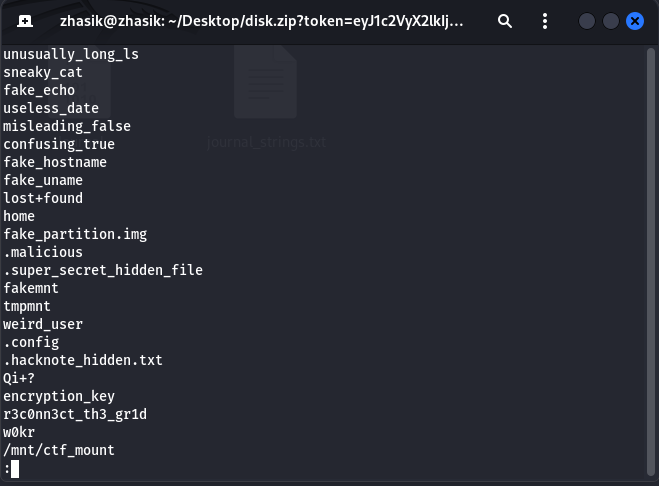 zhasik@zhasik: ~/Desktop/disk.zip?token=eyJ1c2VyX2lkIj...
unusually_long_ls
sneaky_cat
fake_echo
useless_date
misleading_false
confusing_true
journal_strings.txt
fake_hostname
fake_uname
lost+found
home
fake_partition.img
.malicious
.super_secret_hidden_file
fakemnt
tmpmnt
weird_user
.config
.hacknote_hidden.txt
Qi+?
encryption_key
r3c0nn3ct_th3_gr1d
w0kr
/mnt/ctf_mount
: